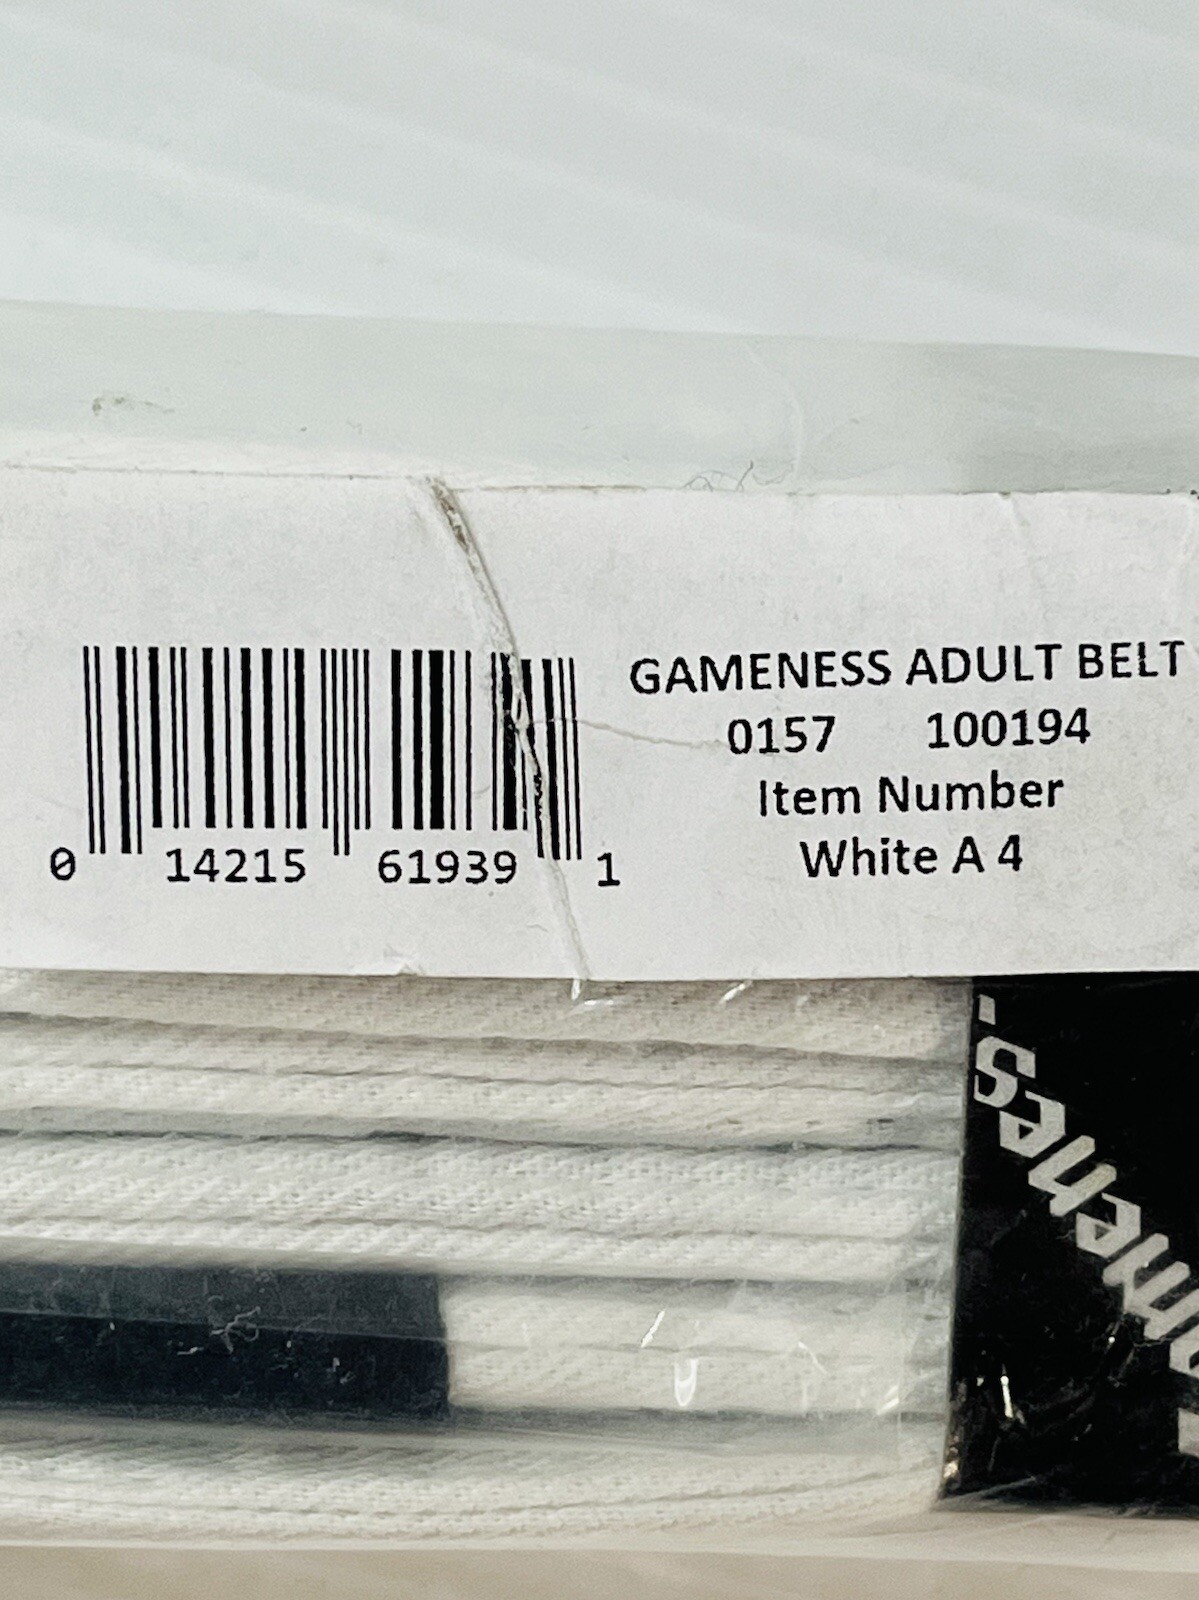 GAMENESS ADULT BELT
0157 100194
Item Number
White A 4
0 14215 61939 1